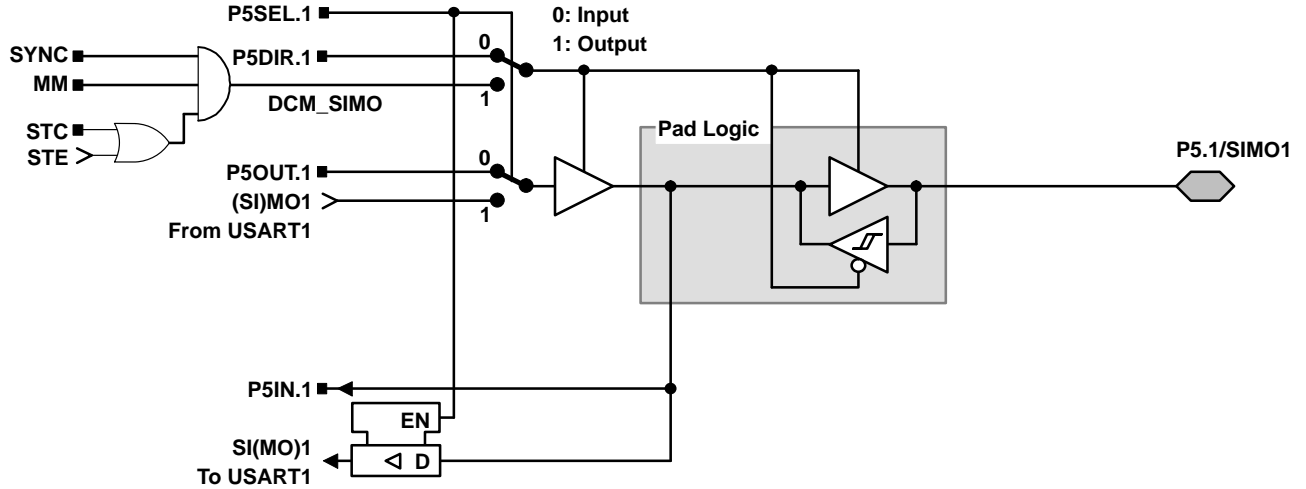 P5SEL.1
0: Input
1: Output
SYNC
P5DIR.1
0
MM
1
DCM_SIMO
STC
STE
Pad Logic
P5.1/SIMO1
P5OUT.1
0
(SI)MO1
1
From USART1
P5IN.1
EN
SI(MO)1
D
To USART1